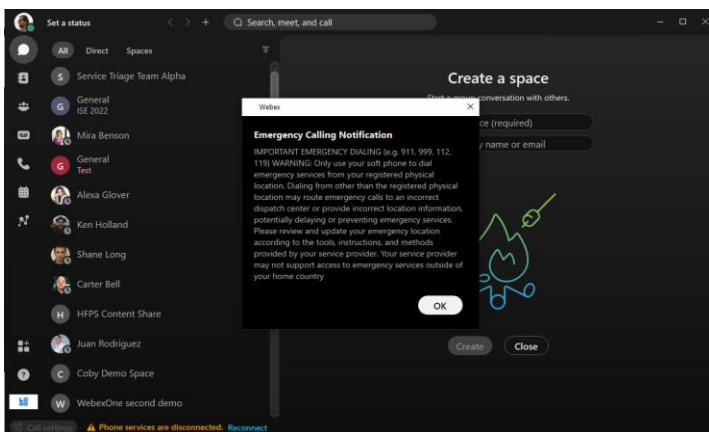 Set a status
Search, meet, and call
All Direct Spaces
S Service Triage Team Alpha
G General
ISE 2022
Mira Benson
G General
Test
Alexa Glover
Ken Holland
Shane Long
Carter Bell
H HFPS Content Share
Juan Rodriguez
C Coby Demo Space
W WebexOne second demo
Call settings
Phone services are disconnected. Reconnect
Create a space
Start a group conversation with others.
ce (required)
y name or email
Create Close
Webex
Emergency Calling Notification
IMPORTANT EMERGENCY DIALING (e.g. 911, 999, 112,
119) WARNING: Only use your soft phone to dial
emergency services from your registered physical
location. Dialing from other than the registered physical
location may route emergency calls to an incorrect
dispatch center or provide incorrect location information,
potentially delaying or preventing emergency services.
Please review and update your emergency location
according to the tools, instructions, and methods
provided by your service provider. Your service provider
may not support access to emergency services outside of
your home country
OK